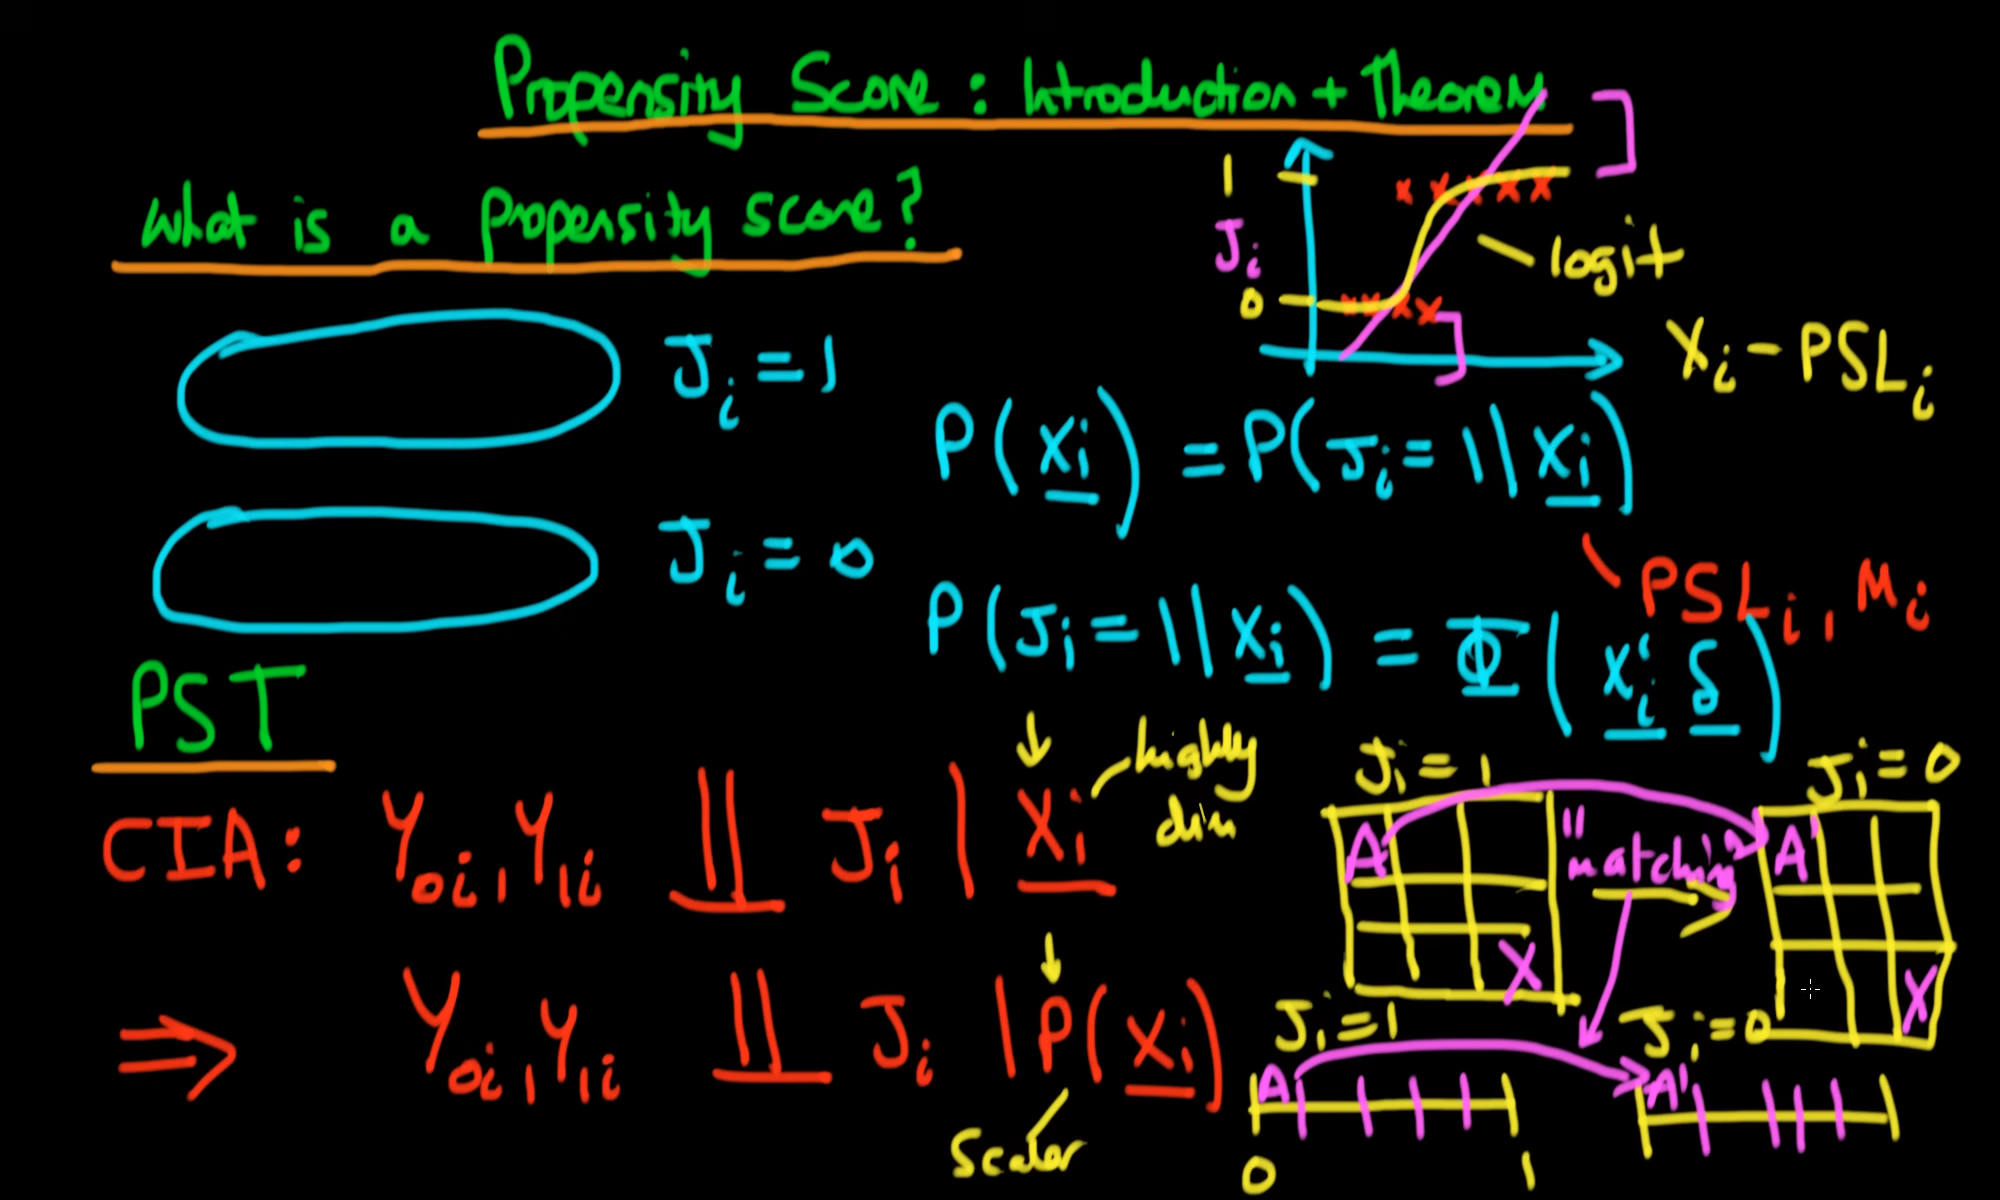 Propensity Score : Introduction + Theorem
What is a propensity score?
1
J_i
0
logit
X_i - PSL_i
J_i = 1
P(X_i) = P(J_i = 1 | X_i)
J_i = 0
PSL_i, M_i
P(J_i = 1 | X_i) = Φ(X_i' δ)
PST
highly
dim
CIA: Y_0i, Y_1i ⫫ J_i | X_i
J_i = 1
J_i = 0
A
"matching"
A'
X
X
⇒ Y_0i, Y_1i ⫫ J_i | P(X_i)
Scalar
J_i = 1
J_i = 0
A
A'
0
1